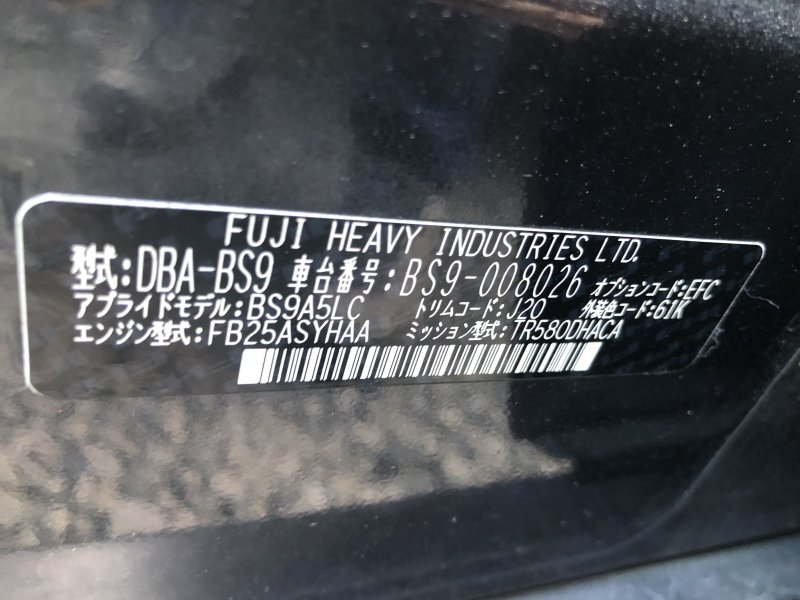 FUJI HEAVY INDUSTRIES LTD.
型式:DBA-BS9 車台番号:BS9-008026 オプションコード:EFC
アプライドモデル:BS9A5LC トリムコード:J20 外装色コード:61K
エンジン型式:FB25ASYHAA ミッション型式:TR580DHACA